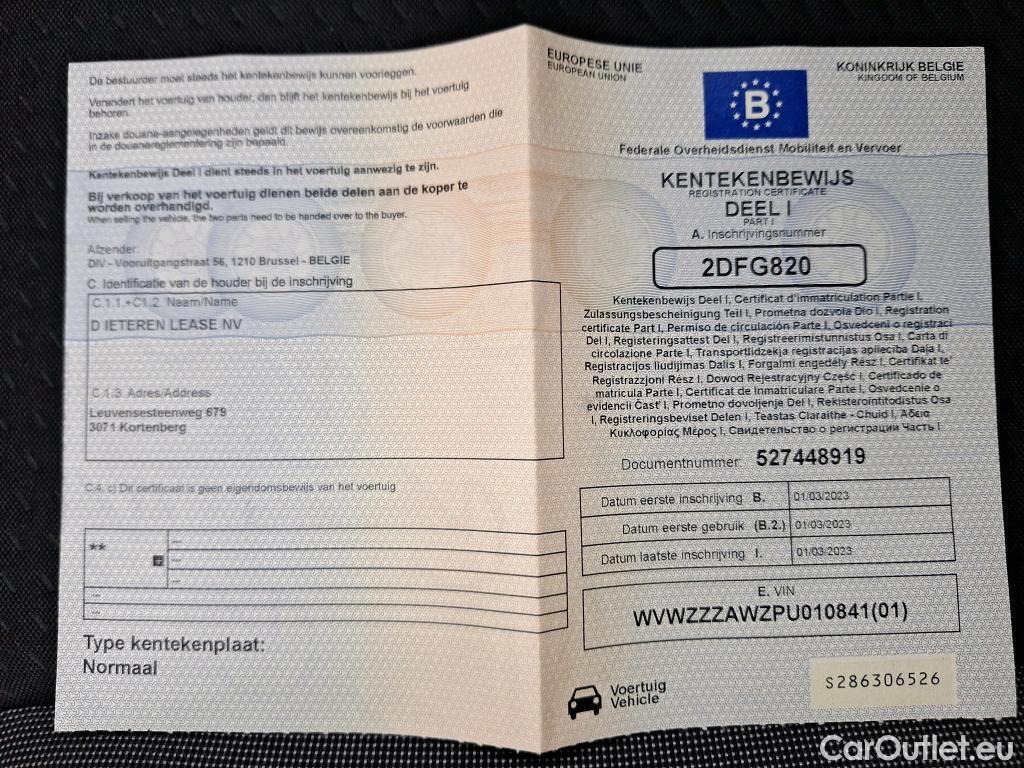 De bestuurder moet steeds het kentekenbewijs kunnen voorleggen.
Verandert het voertuig van houder, dan blijft het kentekenbewijs bij het voertuig
behoren.
Inzake douane-aangelegenheden geldt dit bewijs overeenkomstig de voorwaarden die
in de douanereglementering zijn bepaald.
Kentekenbewijs Deel I dient steeds in het voertuig aanwezig te zijn.
Bij verkoop van het voertuig dienen beide delen aan de koper te
worden overhandigd.
When selling the vehicle, the two parts need to be handed over to the buyer.
Afzender:
DIV - Vooruitgangstraat 56, 1210 Brussel - BELGIE
C. Identificatie van de houder bij de inschrijving
C.1.1.+C1.2. Naam/Name
D IETEREN LEASE NV
C.1.3. Adres/Address
Leuvensesteenweg 679
3071 Kortenberg
C.4. c) Dit certificaat is geen eigendomsbewijs van het voertuig
**
---
---
---
---
---
Type kentekenplaat:
Normaal
EUROPESE UNIE
EUROPEAN UNION
KONINKRIJK BELGIE
KINGDOM OF BELGIUM
B
Federale Overheidsdienst Mobiliteit en Vervoer
KENTEKENBEWIJS
REGISTRATION CERTIFICATE
DEEL I
PART I
A. Inschrijvingsnummer
2DFG820
Kentekenbewijs Deel I, Certificat d'immatriculation Partie I,
Zulassungsbescheinigung Teil I, Prometna dozvola Dio I, Registration
certificate Part I, Permiso de circulación Parte I, Osvedceni o registraci
Del I, Registeringsattest Del I, Registreerimistunnistus Osa I, Carta di
circolazione Parte I, Transportlidzekja registracijas aplieciba Daja I,
Registracijos liudijimas Dalis I, Forgalmi engedély Rész I, Certifikat te'
Registrazzjoni Rész I, Dowod Rejestracyjny Część I, Certificado de
matricula Parte I, Certificat de Inmatriculare Parte I, Osvedcenie o
evidencii Časť I, Prometno dovoljenje Del I, Rekisterointitodistus Osa
I, Registreringsbeviset Delen I, Teastas Claraithe - Chuid I, Άδεια
Κυκλοφορίας Μέρος I, Свидетельство о регистрации Часть I
Documentnummer: 527448919
Datum eerste inschrijving B. 01/03/2023
Datum eerste gebruik (B.2.) 01/03/2023
Datum laatste inschrijving I. 01/03/2023
E. VIN
WVWZZZAWZPU010841(01)
Voertuig
Vehicle
S286306526
CarOutlet.eu